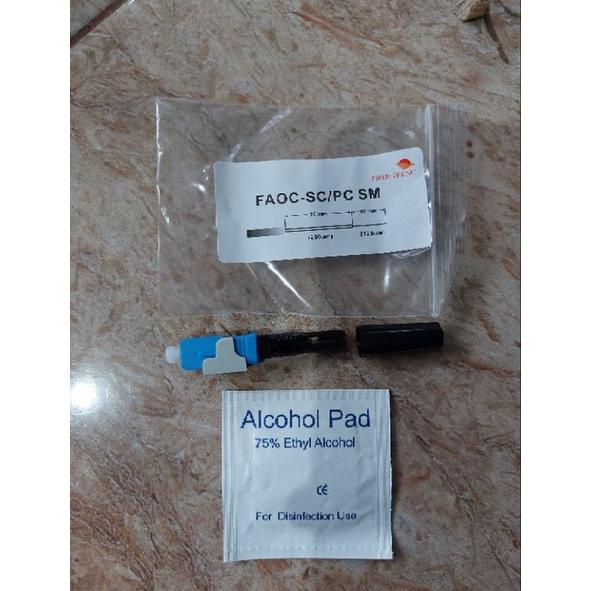 FAOC-SC/PC SM
Alcohol Pad
75% Ethyl Alcohol
CE
For Disinfection Use